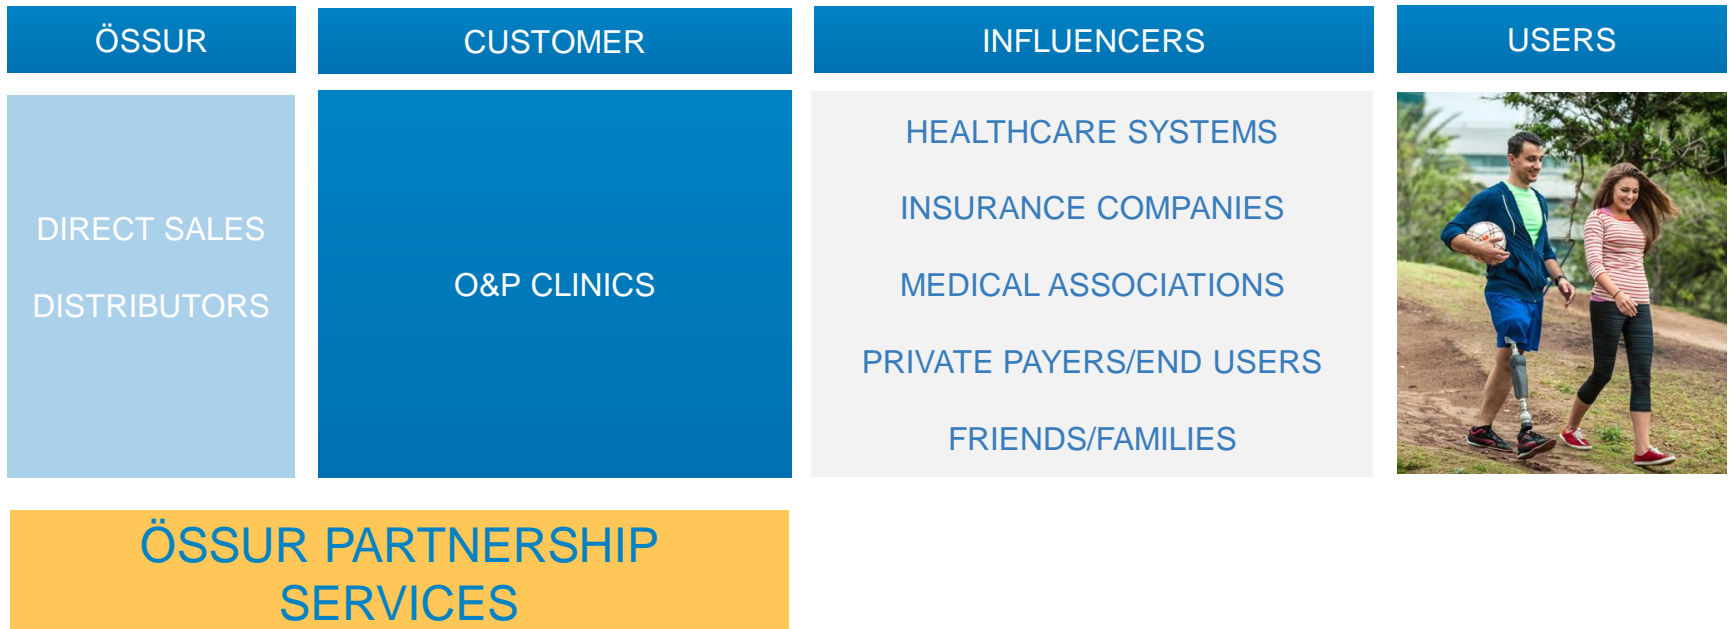 ÖSSUR
CUSTOMER
INFLUENCERS
USERS
DIRECT SALES
DISTRIBUTORS
O&P CLINICS
HEALTHCARE SYSTEMS
INSURANCE COMPANIES
MEDICAL ASSOCIATIONS
PRIVATE PAYERS/END USERS
FRIENDS/FAMILIES
ÖSSUR PARTNERSHIP
SERVICES